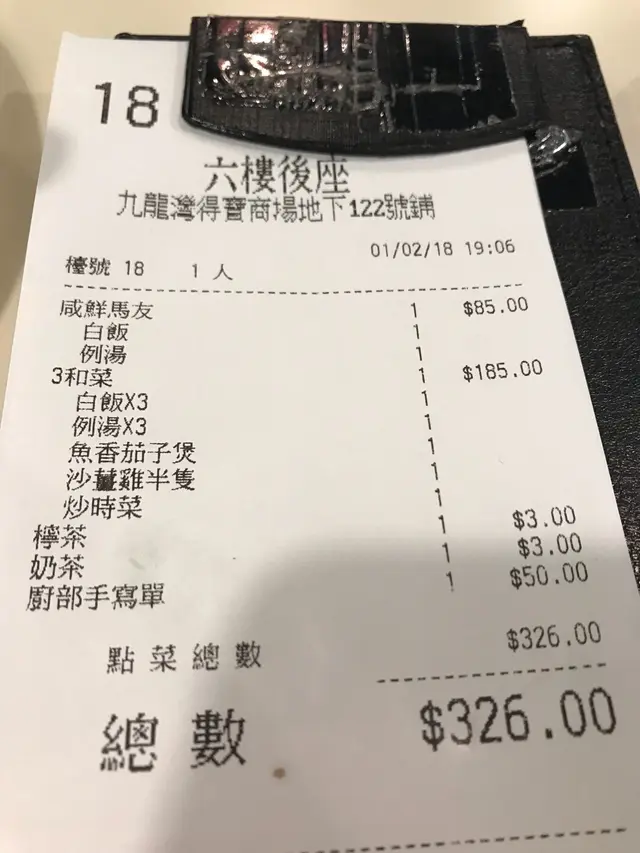 18
六樓後座
九龍灣得寶商場地下122號鋪
01/02/18 19:06
檯號 18 1 人
咸鮮馬友 1 $85.00
白飯 1
例湯 1
3和菜 1 $185.00
白飯X3 1
例湯X3 1
魚香茄子煲 1
沙薑雞半隻 1
炒時菜 1
檸茶 1 $3.00
奶茶 1 $3.00
廚部手寫單 1 $50.00
點菜總數 $326.00
總數 $326.00